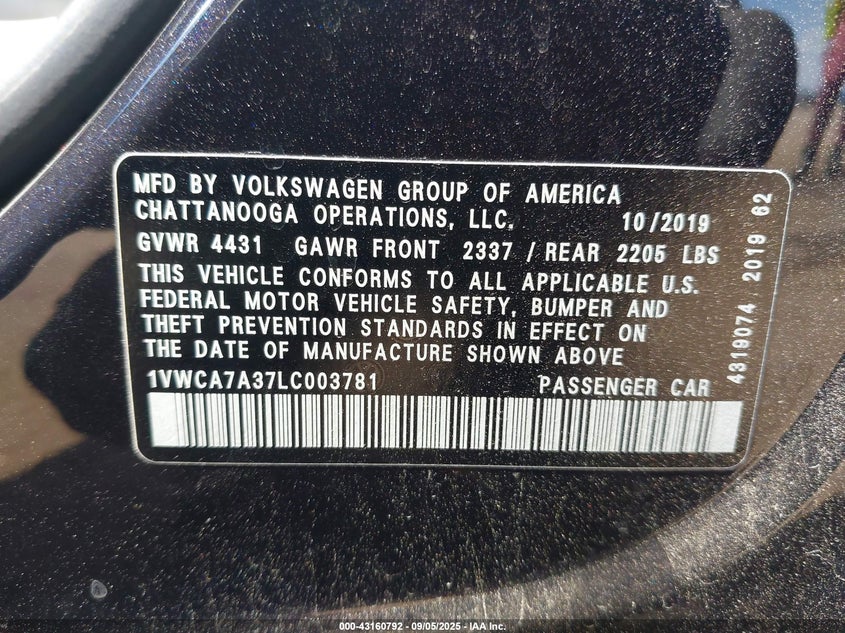 MFD BY VOLKSWAGEN GROUP OF AMERICA
CHATTANOOGA OPERATIONS, LLC. 10/2019
GVWR 4431 GAWR FRONT 2337 / REAR 2205 LBS
THIS VEHICLE CONFORMS TO ALL APPLICABLE U.S.
FEDERAL MOTOR VEHICLE SAFETY, BUMPER AND
THEFT PREVENTION STANDARDS IN EFFECT ON
THE DATE OF MANUFACTURE SHOWN ABOVE
1VWCA7A37LC003781 PASSENGER CAR
4319074 2019 62
000-43160792 - 09/05/2025 - IAA Inc.